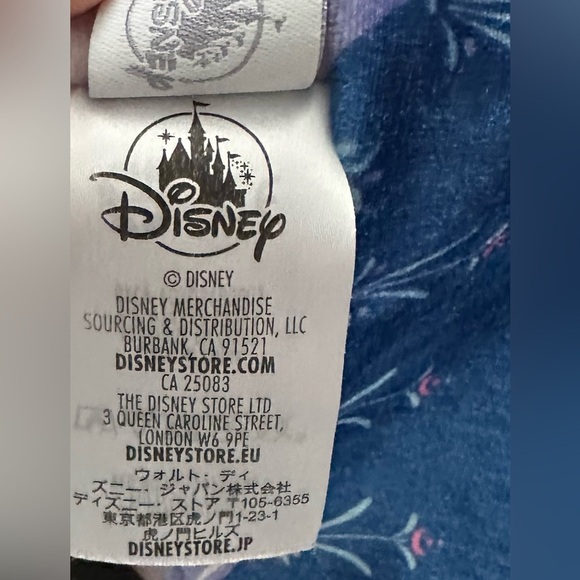 DISNEY
DISNEY
© DISNEY
DISNEY MERCHANDISE
SOURCING & DISTRIBUTION, LLC
BURBANK, CA 91521
DISNEYSTORE.COM
CA 25083
THE DISNEY STORE LTD
3 QUEEN CAROLINE STREET,
LONDON W6 9PE
DISNEYSTORE.EU
ウォルト・ディ
ズニー・ジャパン株式会社
ディズニー・ストア 〒105-6355
東京都港区虎ノ門1-23-1
虎ノ門ヒルズ
DISNEYSTORE.JP